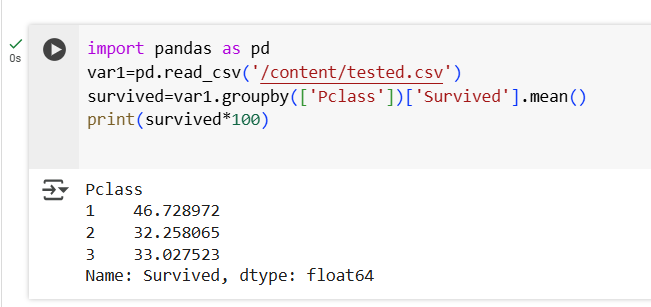 0s
import pandas as pd
var1=pd.read_csv('/content/tested.csv')
survived=var1.groupby(['Pclass'])['Survived'].mean()
print(survived*100)
Pclass
1    46.728972
2    32.258065
3    33.027523
Name: Survived, dtype: float64